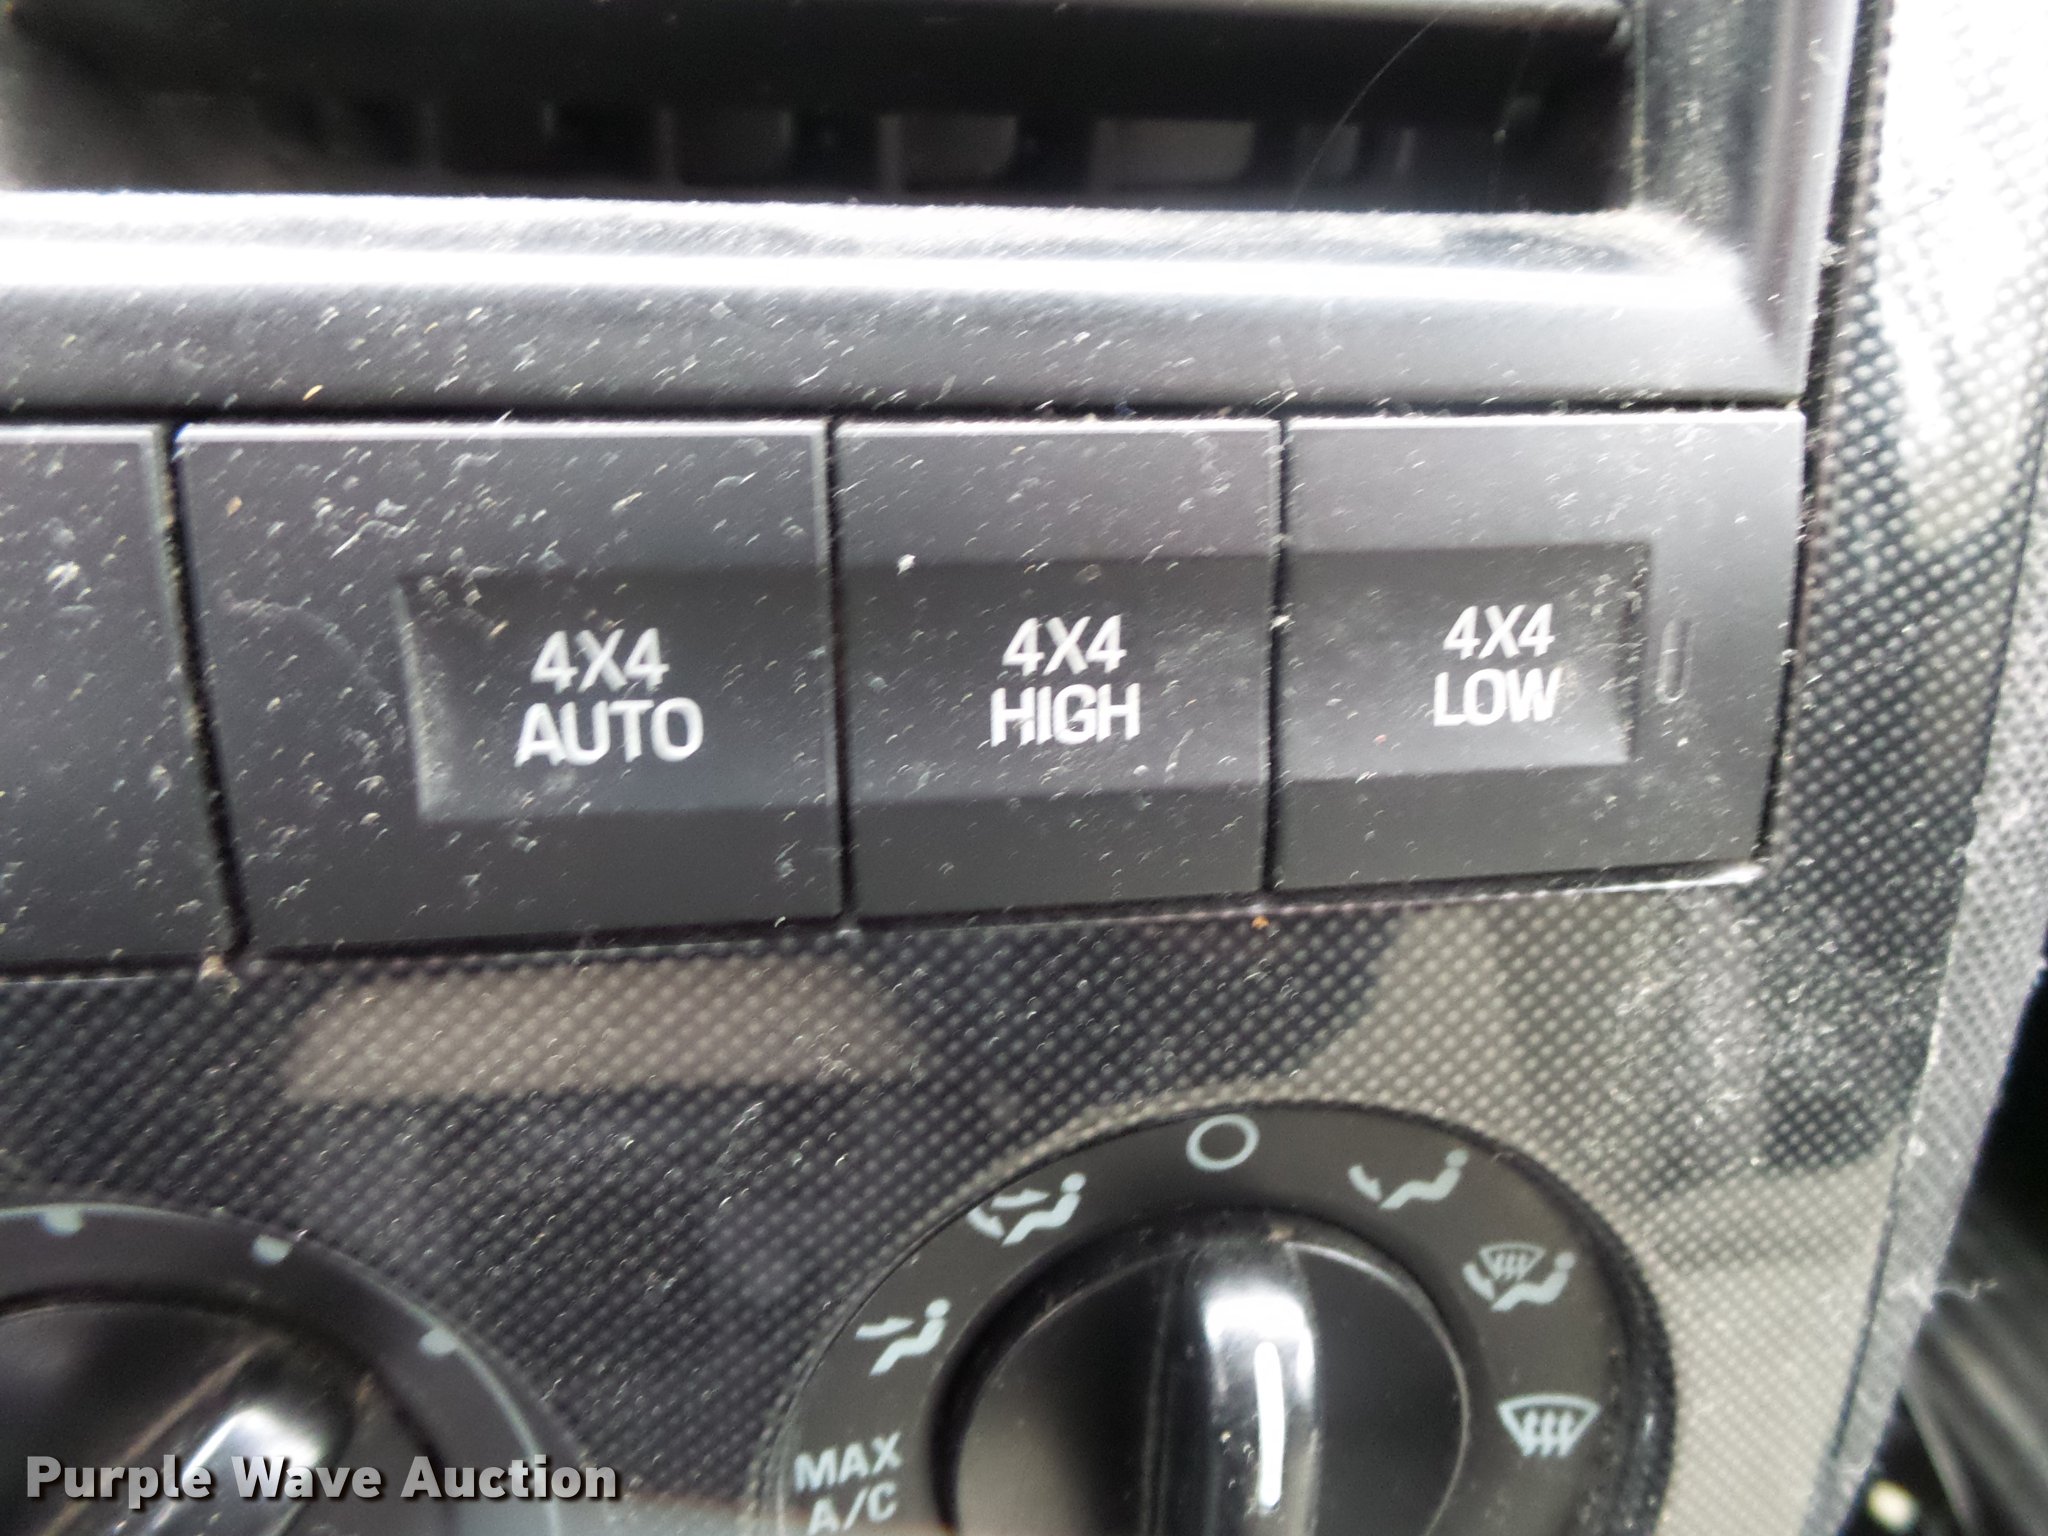 4X4
AUTO
4X4
HIGH
4X4
LOW
MAX
A/C
Purple Wave Auction